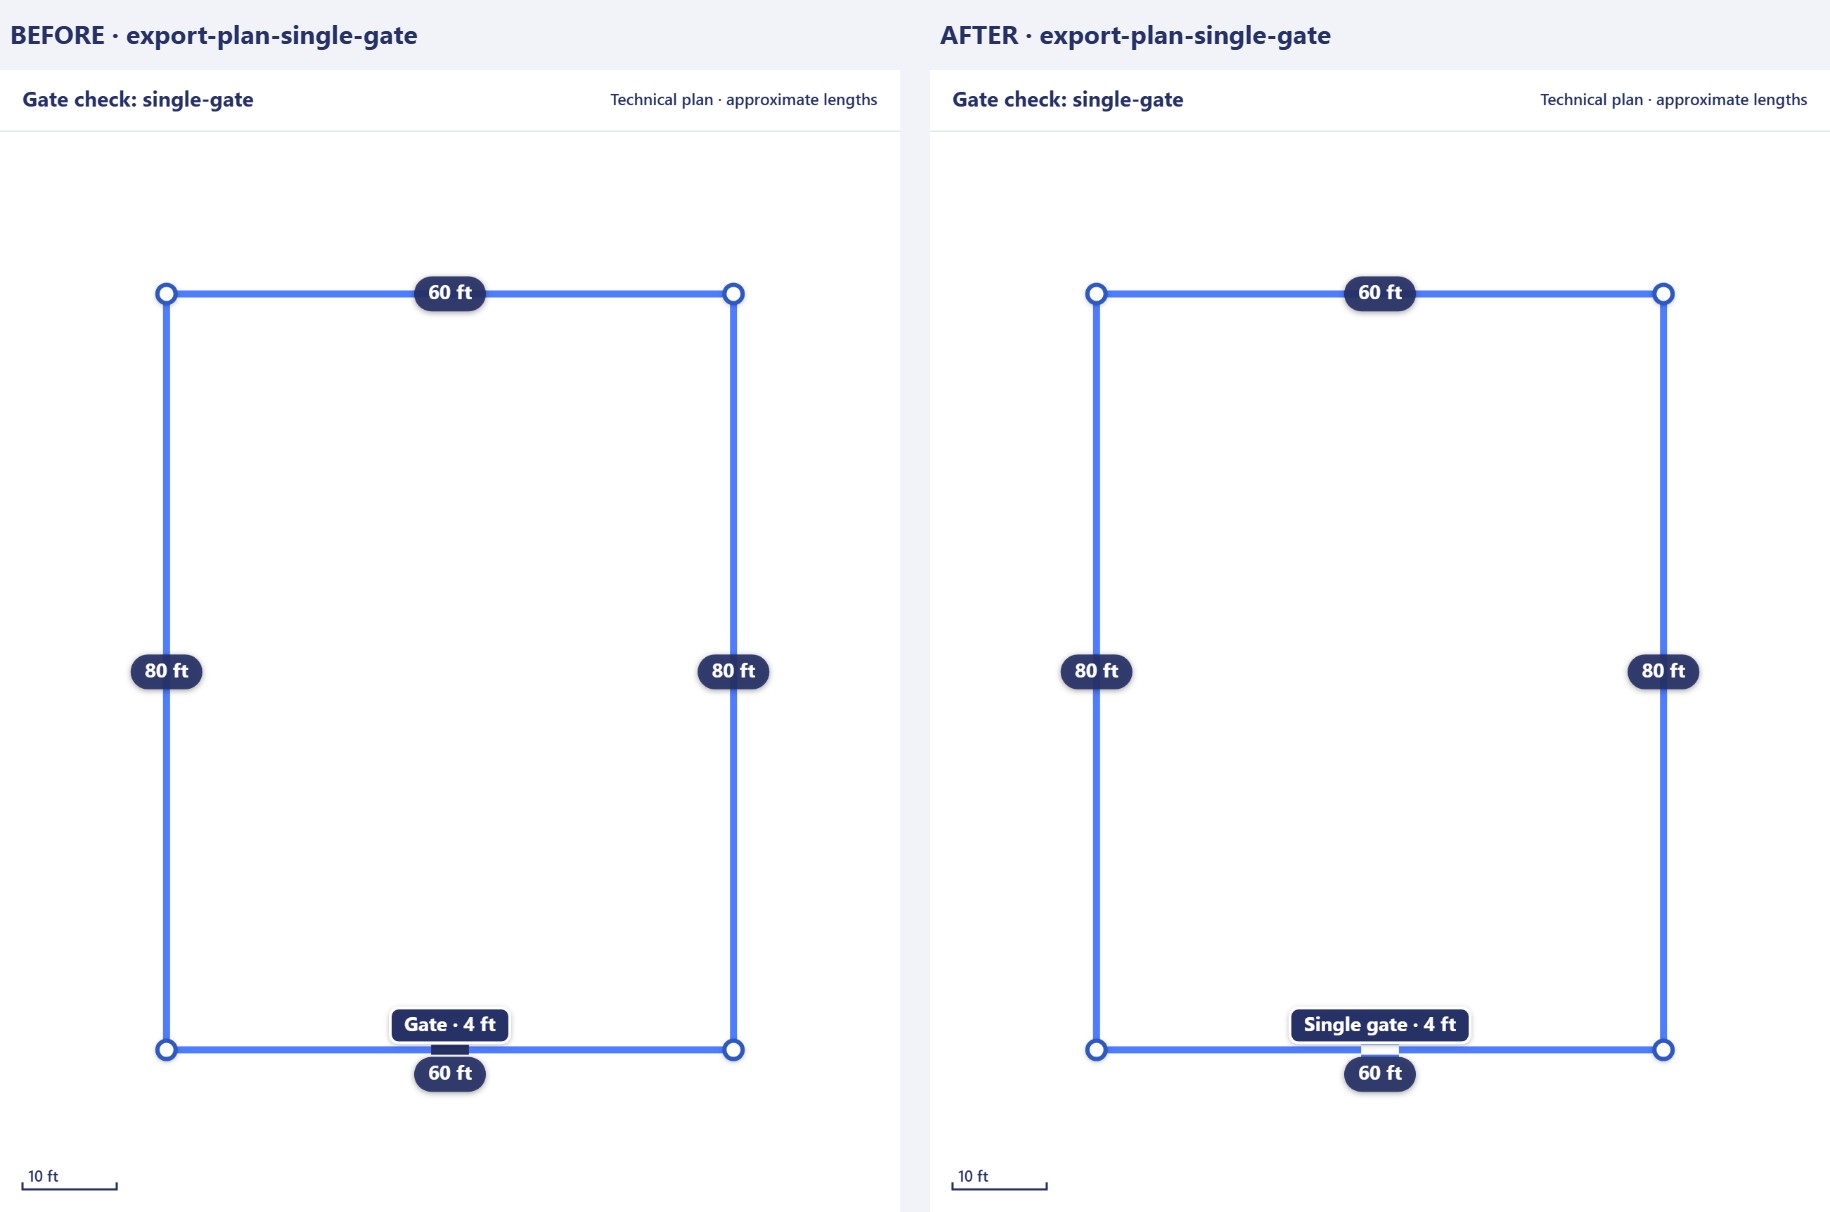 BEFORE · export-plan-single-gate
Gate check: single-gate
Technical plan · approximate lengths
60 ft
80 ft
80 ft
Gate · 4 ft
60 ft
10 ft
AFTER · export-plan-single-gate
Gate check: single-gate
Technical plan · approximate lengths
60 ft
80 ft
80 ft
Single gate · 4 ft
60 ft
10 ft